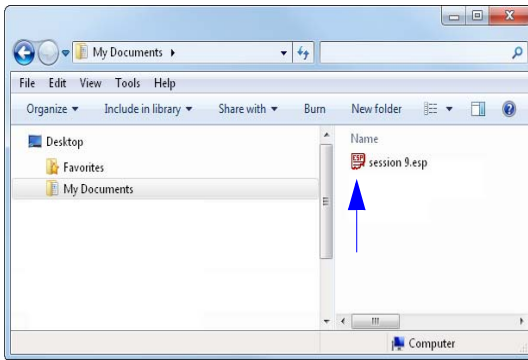 My Documents
File Edit View Tools Help
Organize Include in library Share with Burn New folder
Desktop
Favorites
My Documents
Name
ESP session 9.esp
Computer